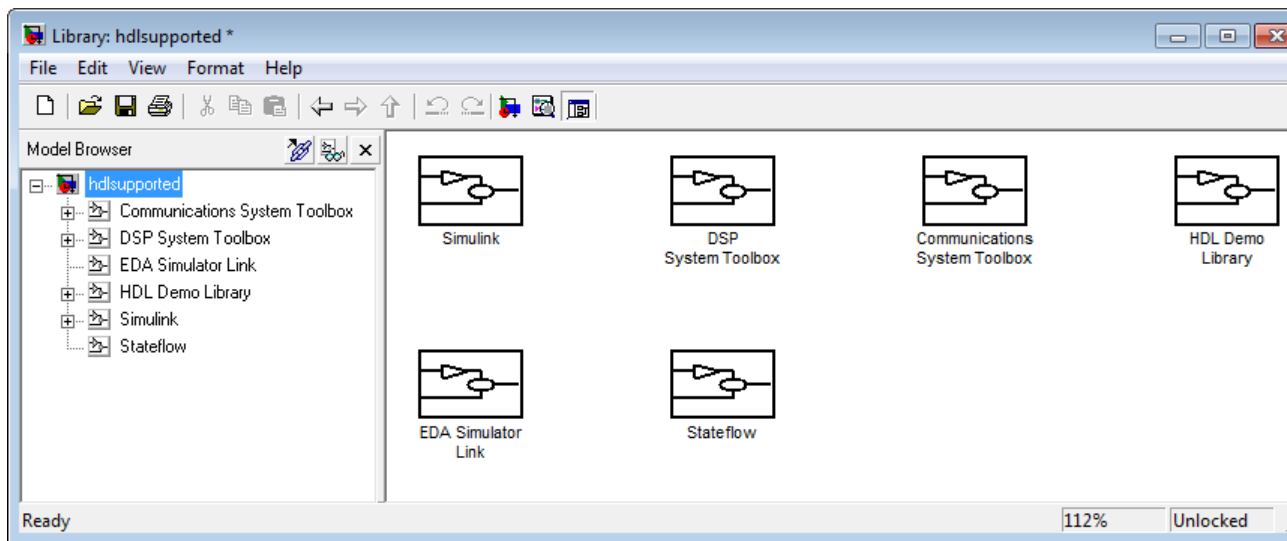 Library: hdlsupported *
File Edit View Format Help
Model Browser
hdlsupported
Communications System Toolbox
DSP System Toolbox
EDA Simulator Link
HDL Demo Library
Simulink
Stateflow
Simulink
DSP
System Toolbox
Communications
System Toolbox
HDL Demo
Library
EDA Simulator
Link
Stateflow
Ready
112%
Unlocked